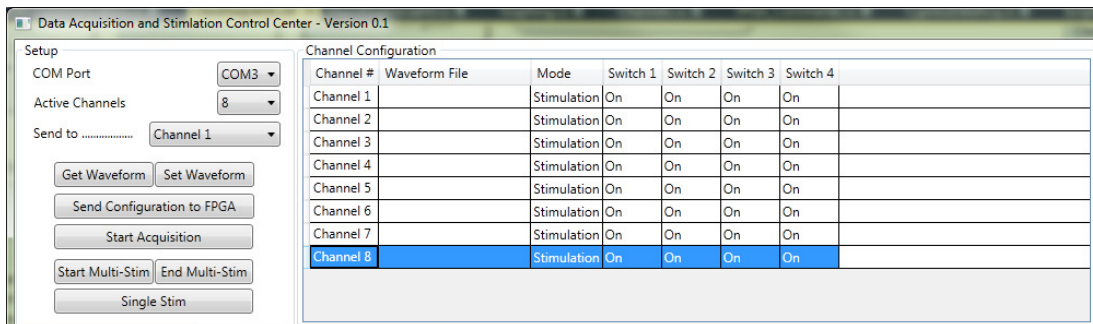 Data Acquisition and Stimlation Control Center - Version 0.1
Setup
COM Port COM3
Active Channels 8
Send to .................. Channel 1
Get Waveform Set Waveform
Send Configuration to FPGA
Start Acquisition
Start Multi-Stim End Multi-Stim
Single Stim
Channel Configuration
Channel # Waveform File Mode Switch 1 Switch 2 Switch 3 Switch 4
Channel 1 Stimulation On On On On
Channel 2 Stimulation On On On On
Channel 3 Stimulation On On On On
Channel 4 Stimulation On On On On
Channel 5 Stimulation On On On On
Channel 6 Stimulation On On On On
Channel 7 Stimulation On On On On
Channel 8 Stimulation On On On On